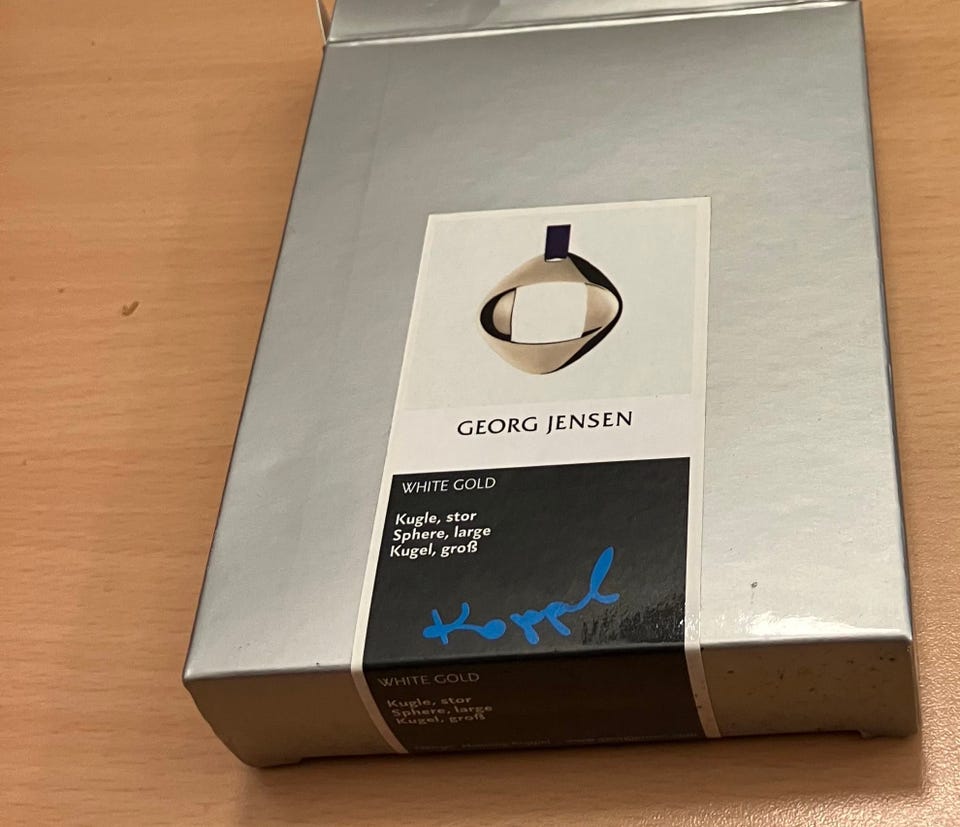 GEORG JENSEN
WHITE GOLD
Kugle, stor
Sphere, large
Kugel, groß
Koppel
WHITE GOLD
Kugle, stor
Sphere, large
Kugel, groß